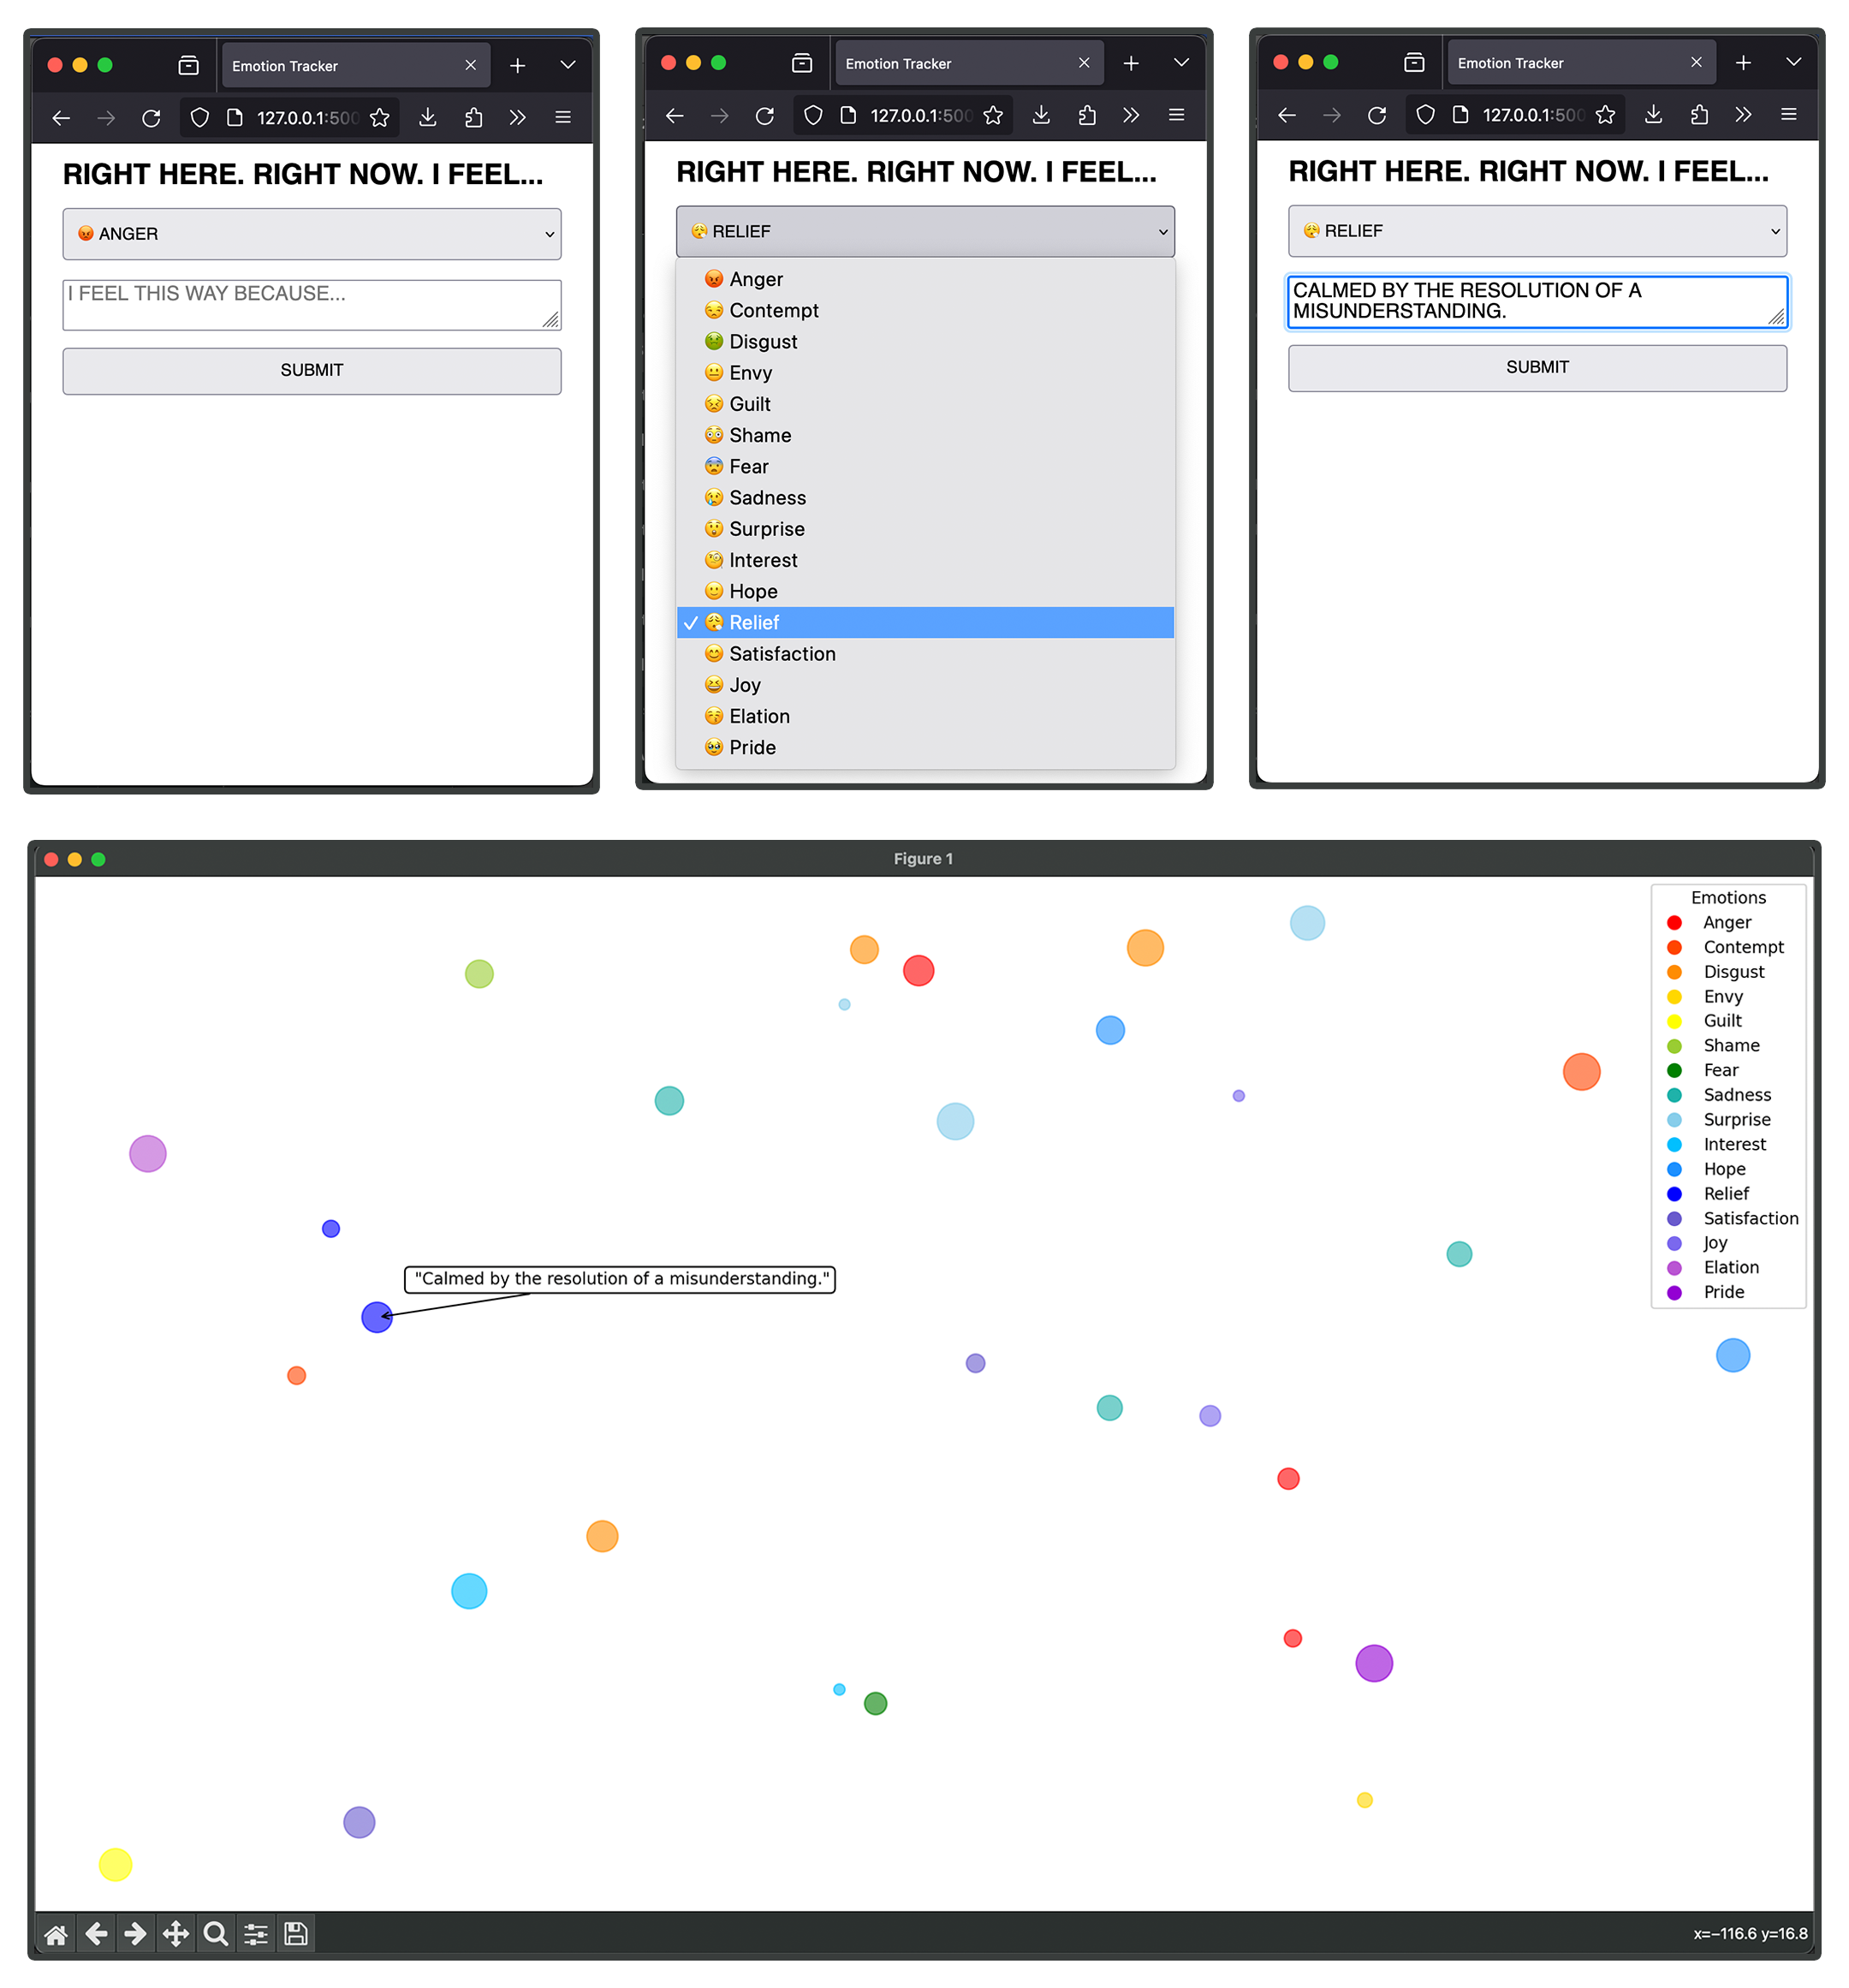 Emotion Tracker
127.0.0.1:500
RIGHT HERE. RIGHT NOW. I FEEL...
ANGER
I FEEL THIS WAY BECAUSE...
SUBMIT
Emotion Tracker
127.0.0.1:500
RIGHT HERE. RIGHT NOW. I FEEL...
RELIEF
Anger
Contempt
Disgust
Envy
Guilt
Shame
Fear
Sadness
Surprise
Interest
Hope
Relief
Satisfaction
Joy
Elation
Pride
Emotion Tracker
127.0.0.1:500
RIGHT HERE. RIGHT NOW. I FEEL...
RELIEF
CALMED BY THE RESOLUTION OF A
MISUNDERSTANDING.
SUBMIT
Figure 1
Emotions
Anger
Contempt
Disgust
Envy
Guilt
Shame
Fear
Sadness
Surprise
Interest
Hope
Relief
Satisfaction
Joy
Elation
Pride
"Calmed by the resolution of a misunderstanding."
x=−116.6 y=16.8